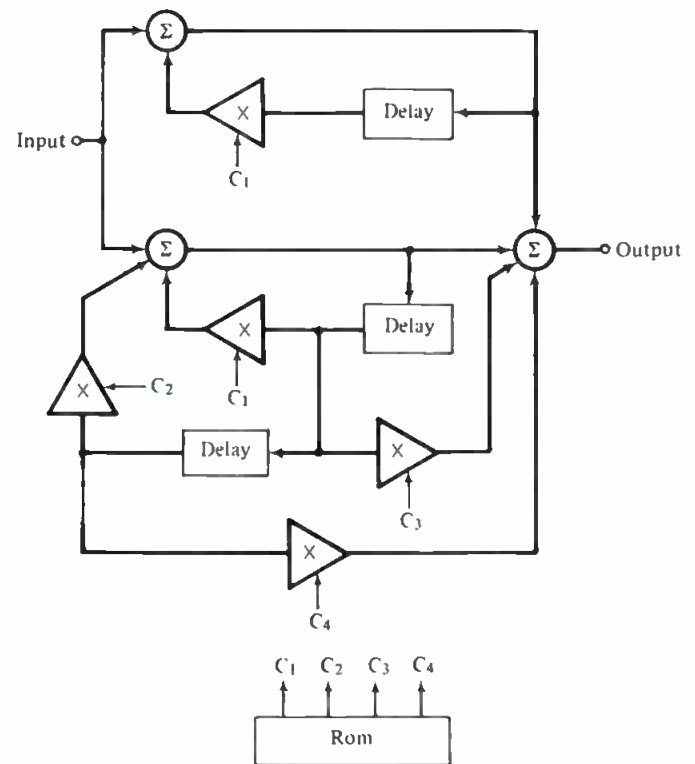 Σ
X
Delay
Input
C1
Σ
Σ
Output
X
Delay
C1
X
C2
Delay
X
C3
X
C4
C1 C2 C3 C4
Rom